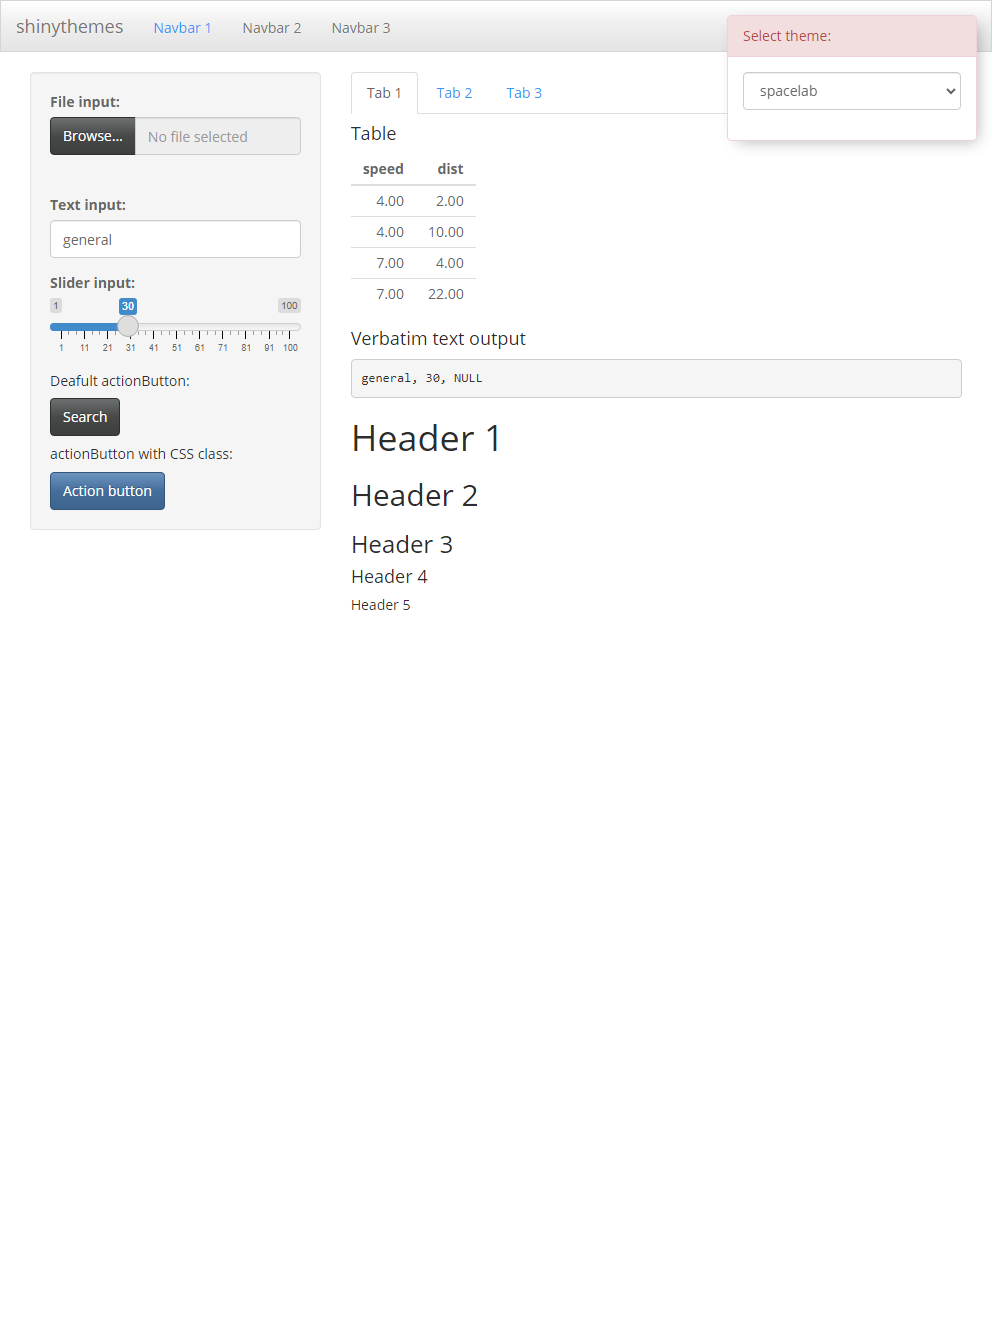 shinythemes Navbar 1 Navbar 2 Navbar 3
Select theme:
spacelab
File input:
Browse... No file selected
Text input:
general
Slider input:
1 30 100
1 11 21 31 41 51 61 71 81 91 100
Deafult actionButton:
Search
actionButton with CSS class:
Action button
Tab 1 Tab 2 Tab 3
Table
speed dist
4.00 2.00
4.00 10.00
7.00 4.00
7.00 22.00
Verbatim text output
general, 30, NULL
Header 1
Header 2
Header 3
Header 4
Header 5